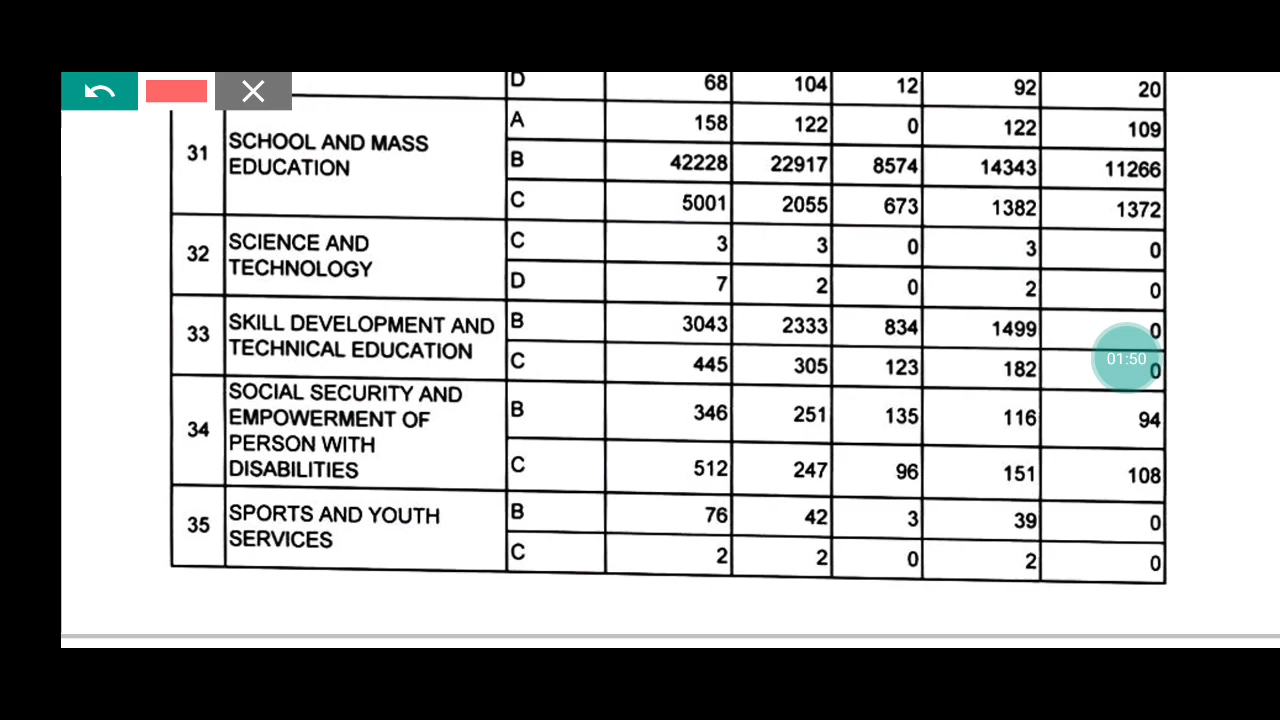 D 68 104 12 92 20
31 SCHOOL AND MASS EDUCATION A 158 122 0 122 109
B 42228 22917 8574 14343 11266
C 5001 2055 673 1382 1372
32 SCIENCE AND TECHNOLOGY C 3 3 0 3 0
D 7 2 0 2 0
33 SKILL DEVELOPMENT AND TECHNICAL EDUCATION B 3043 2333 834 1499 0
01:50
C 445 305 123 182 0
34 SOCIAL SECURITY AND EMPOWERMENT OF PERSON WITH DISABILITIES B 346 251 135 116 94
C 512 247 96 151 108
35 SPORTS AND YOUTH SERVICES B 76 42 3 39 0
C 2 2 0 2 0